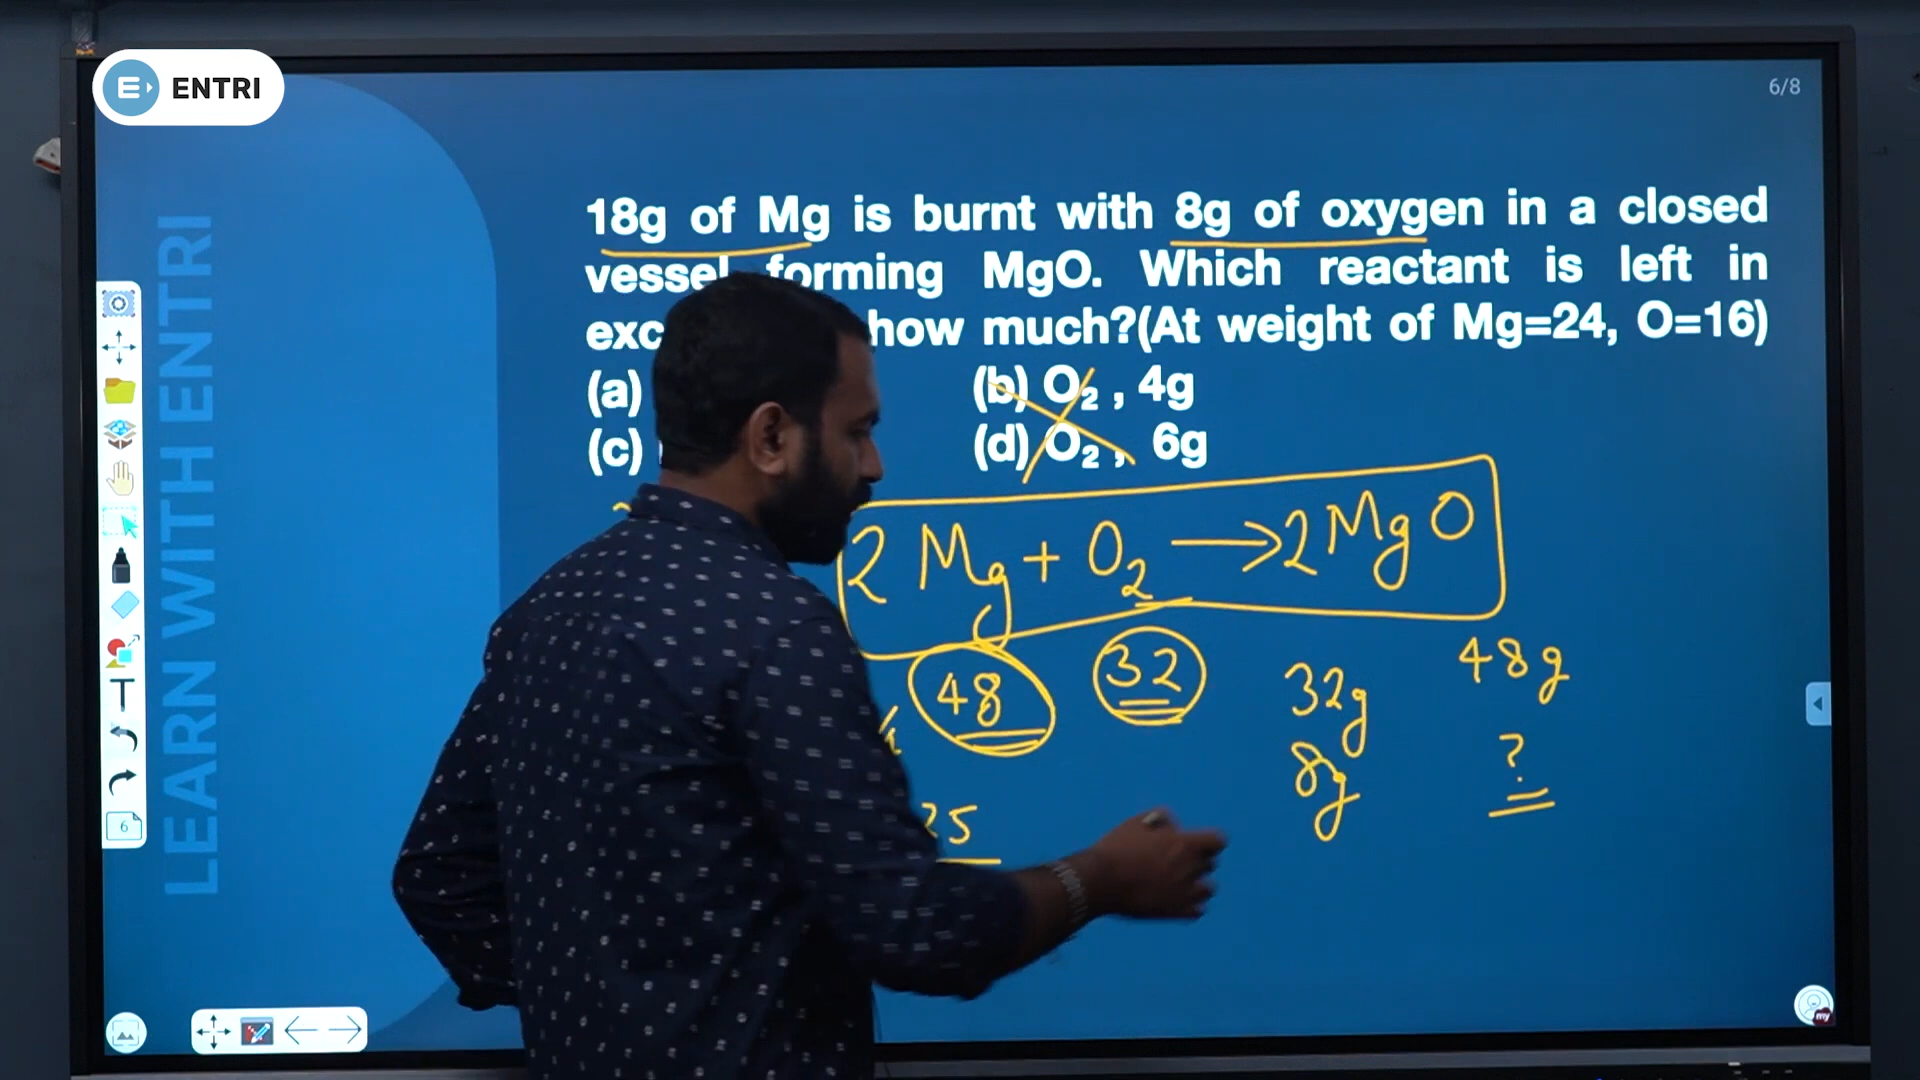 ENTRI
6/8
LEARN WITH ENTRI
18g of Mg is burnt with 8g of oxygen in a closed
vessel forming MgO. Which reactant is left in
how much?(At weight of Mg=24, O=16)
(a) (b) O₂ , 4g
(c) (d) O₂ , 6g
2Mg + O₂ → 2MgO
48 32 32g 48g
8g ?
25
T
6
my